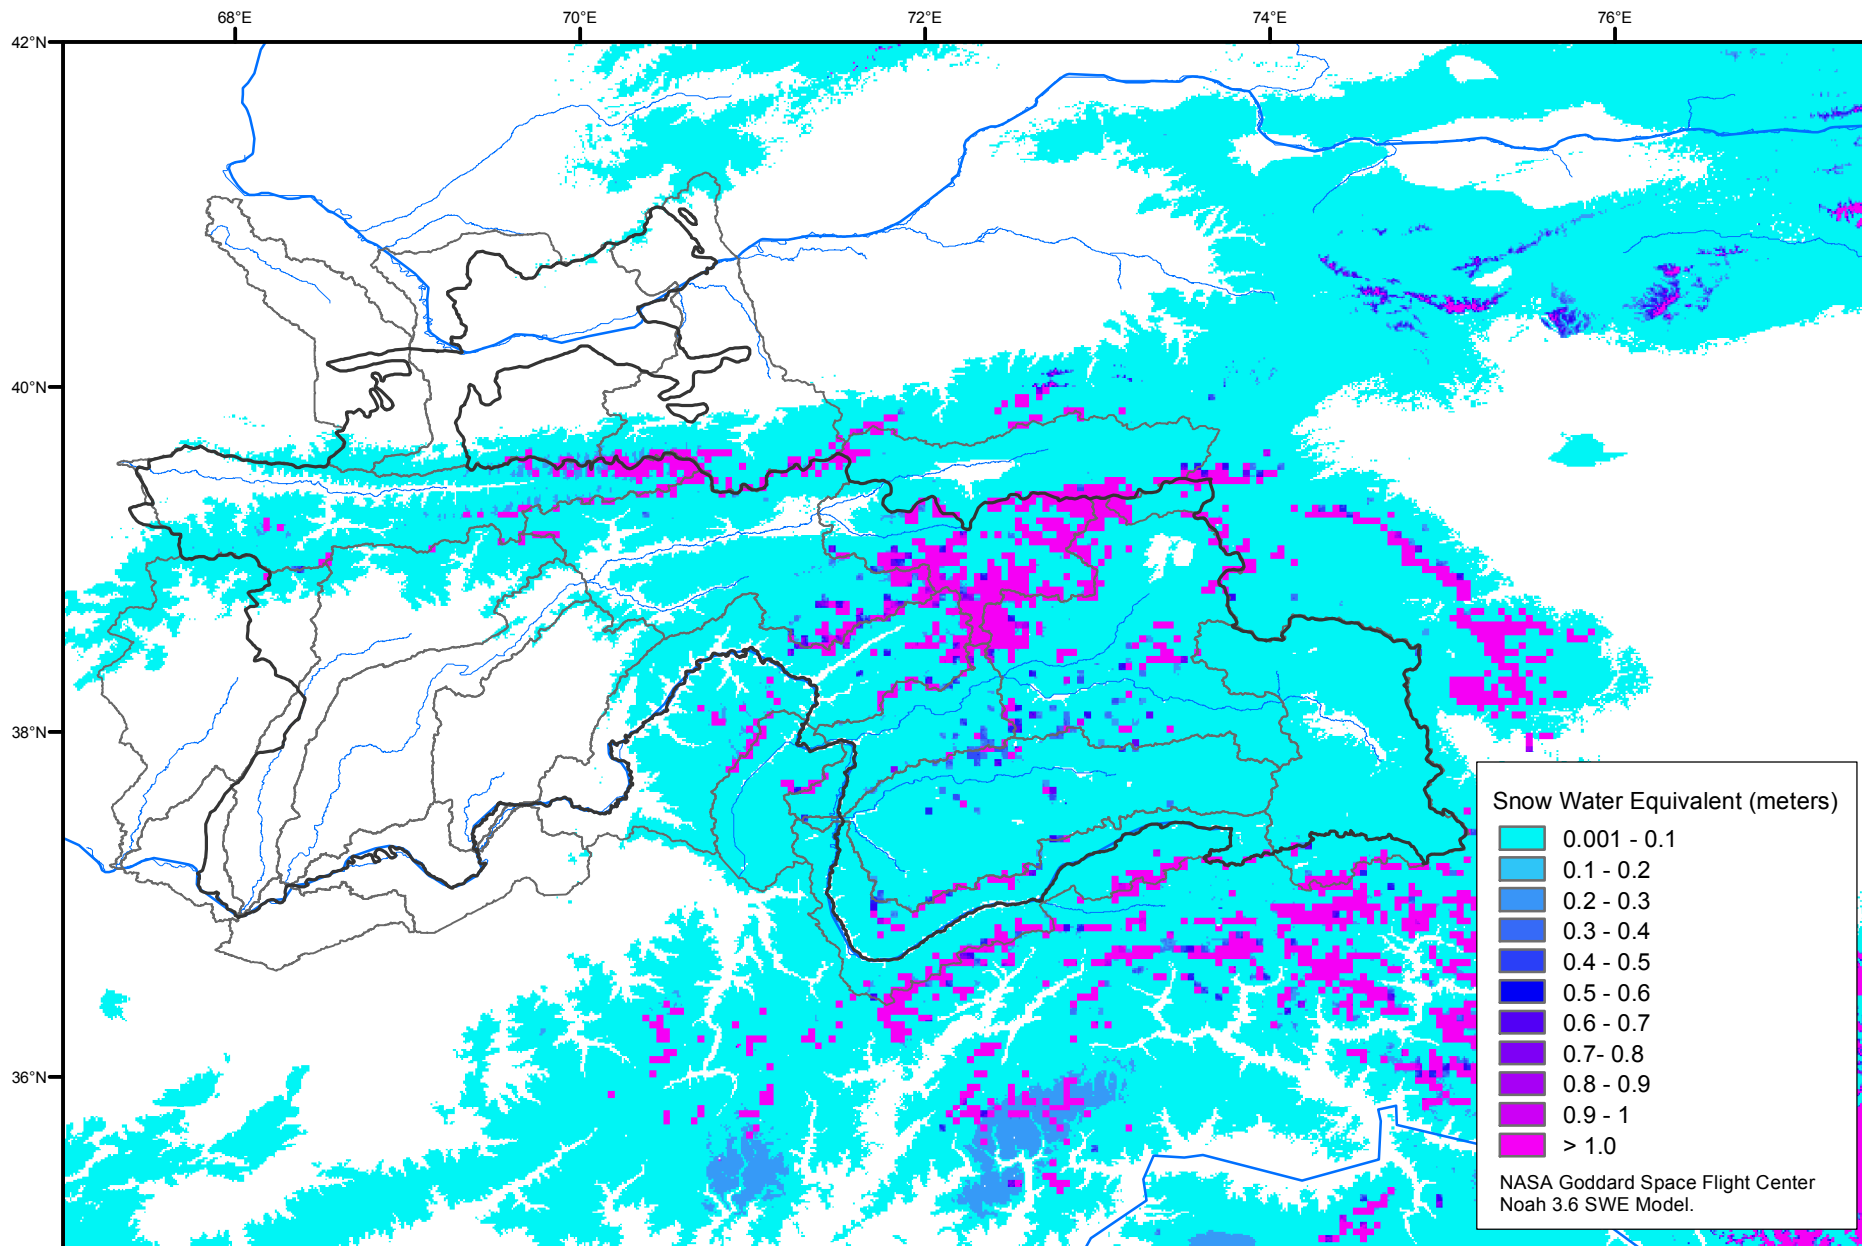 68°E
70°E
72°E
74°E
76°E
42°N
40°N
38°N
36°N
Snow Water Equivalent (meters)
0.001 - 0.1
0.1 - 0.2
0.2 - 0.3
0.3 - 0.4
0.4 - 0.5
0.5 - 0.6
0.6 - 0.7
0.7- 0.8
0.8 - 0.9
0.9 - 1
> 1.0
NASA Goddard Space Flight Center
Noah 3.6 SWE Model.